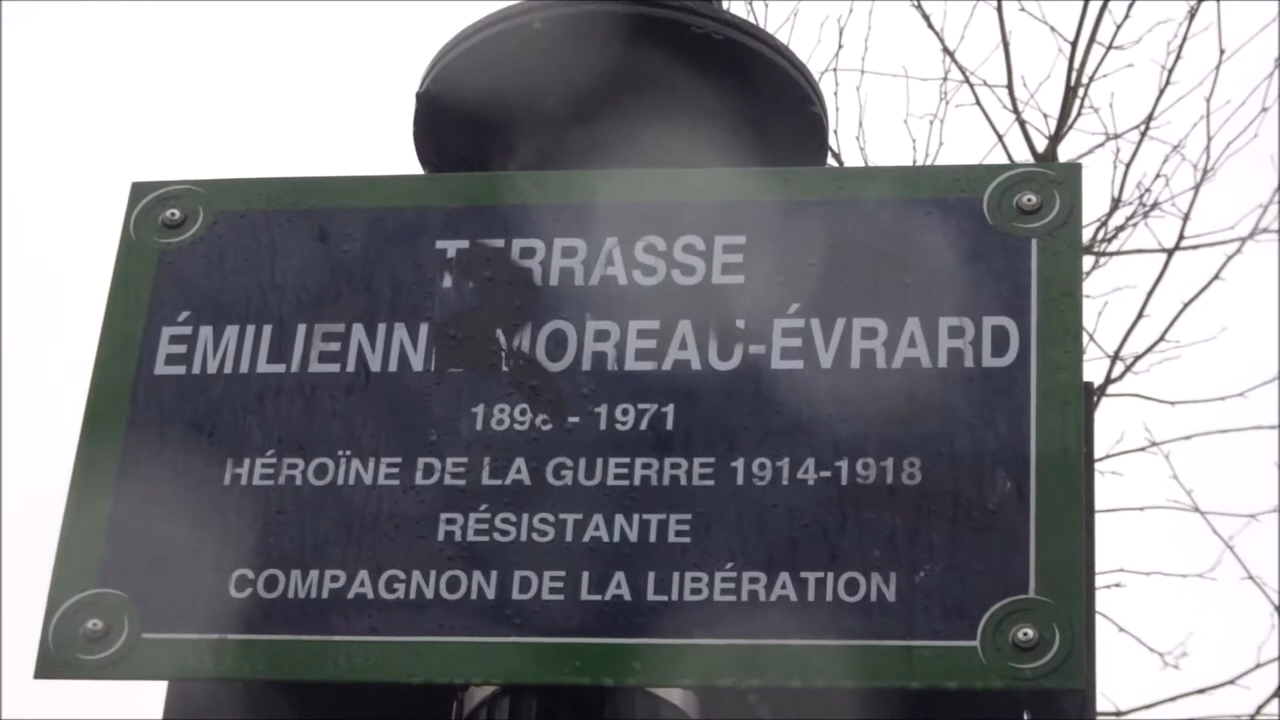 TERRASSE
ÉMILIENNE MOREAU-ÉVRARD
1898 - 1971
HÉROÏNE DE LA GUERRE 1914-1918
RÉSISTANTE
COMPAGNON DE LA LIBÉRATION